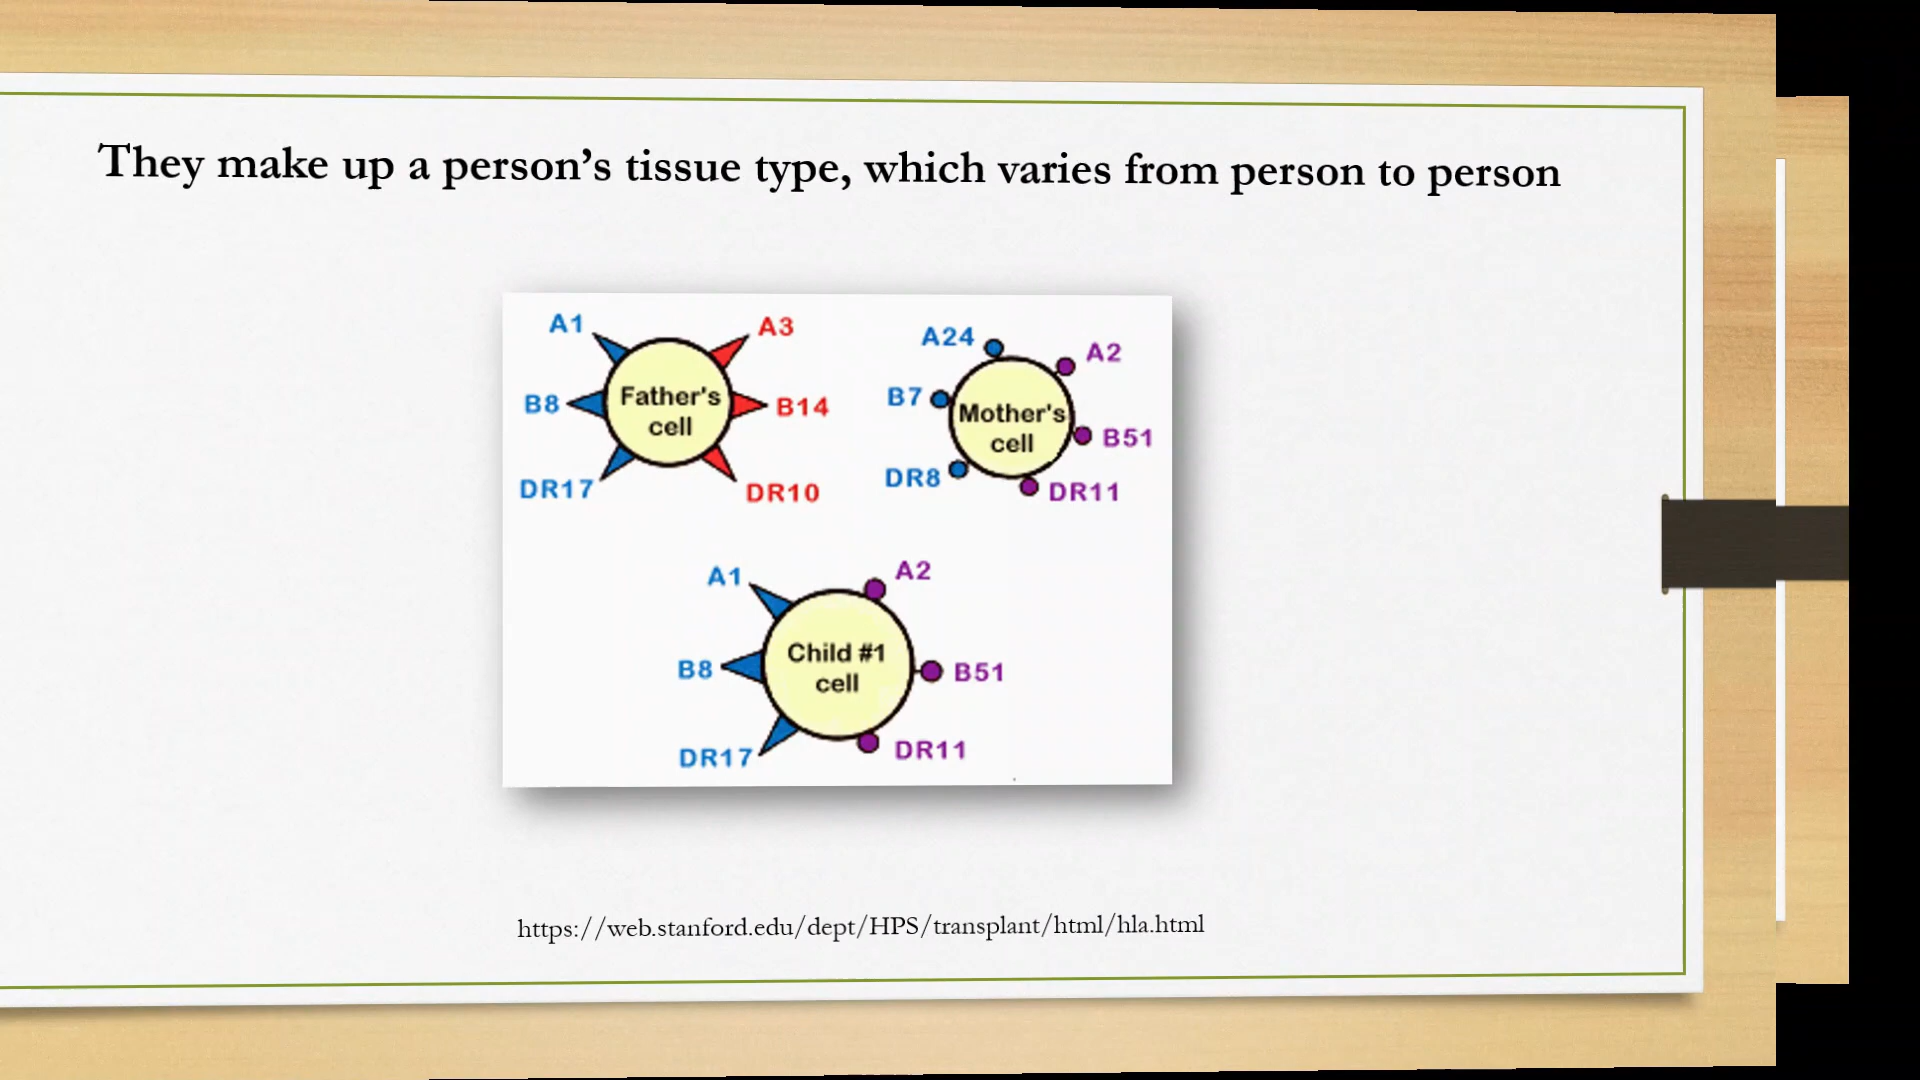 They make up a person’s tissue type, which varies from person to person
A1
A3
B8
Father's
cell
B14
DR17
DR10
A24
A2
B7
Mother's
cell
B51
DR8
DR11
A1
A2
B8
Child #1
cell
B51
DR17
DR11
https://web.stanford.edu/dept/HPS/transplant/html/hla.html